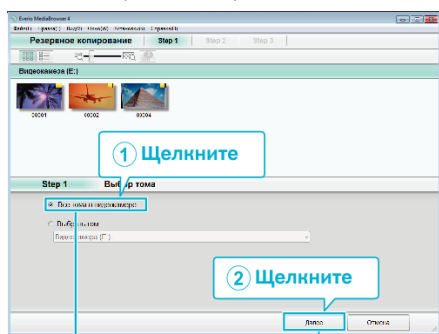 Everio MediaBrowser 4
Резервное копирование Step 1 Step 2 Step 3
Видеокамера (E:)
00001 00002 00004
1 Щелкните
Step 1 Выбор тома
Все тома в видеокамере
Выбрать том
Видеокамера (E:)
2 Щелкните
Далее Отмена